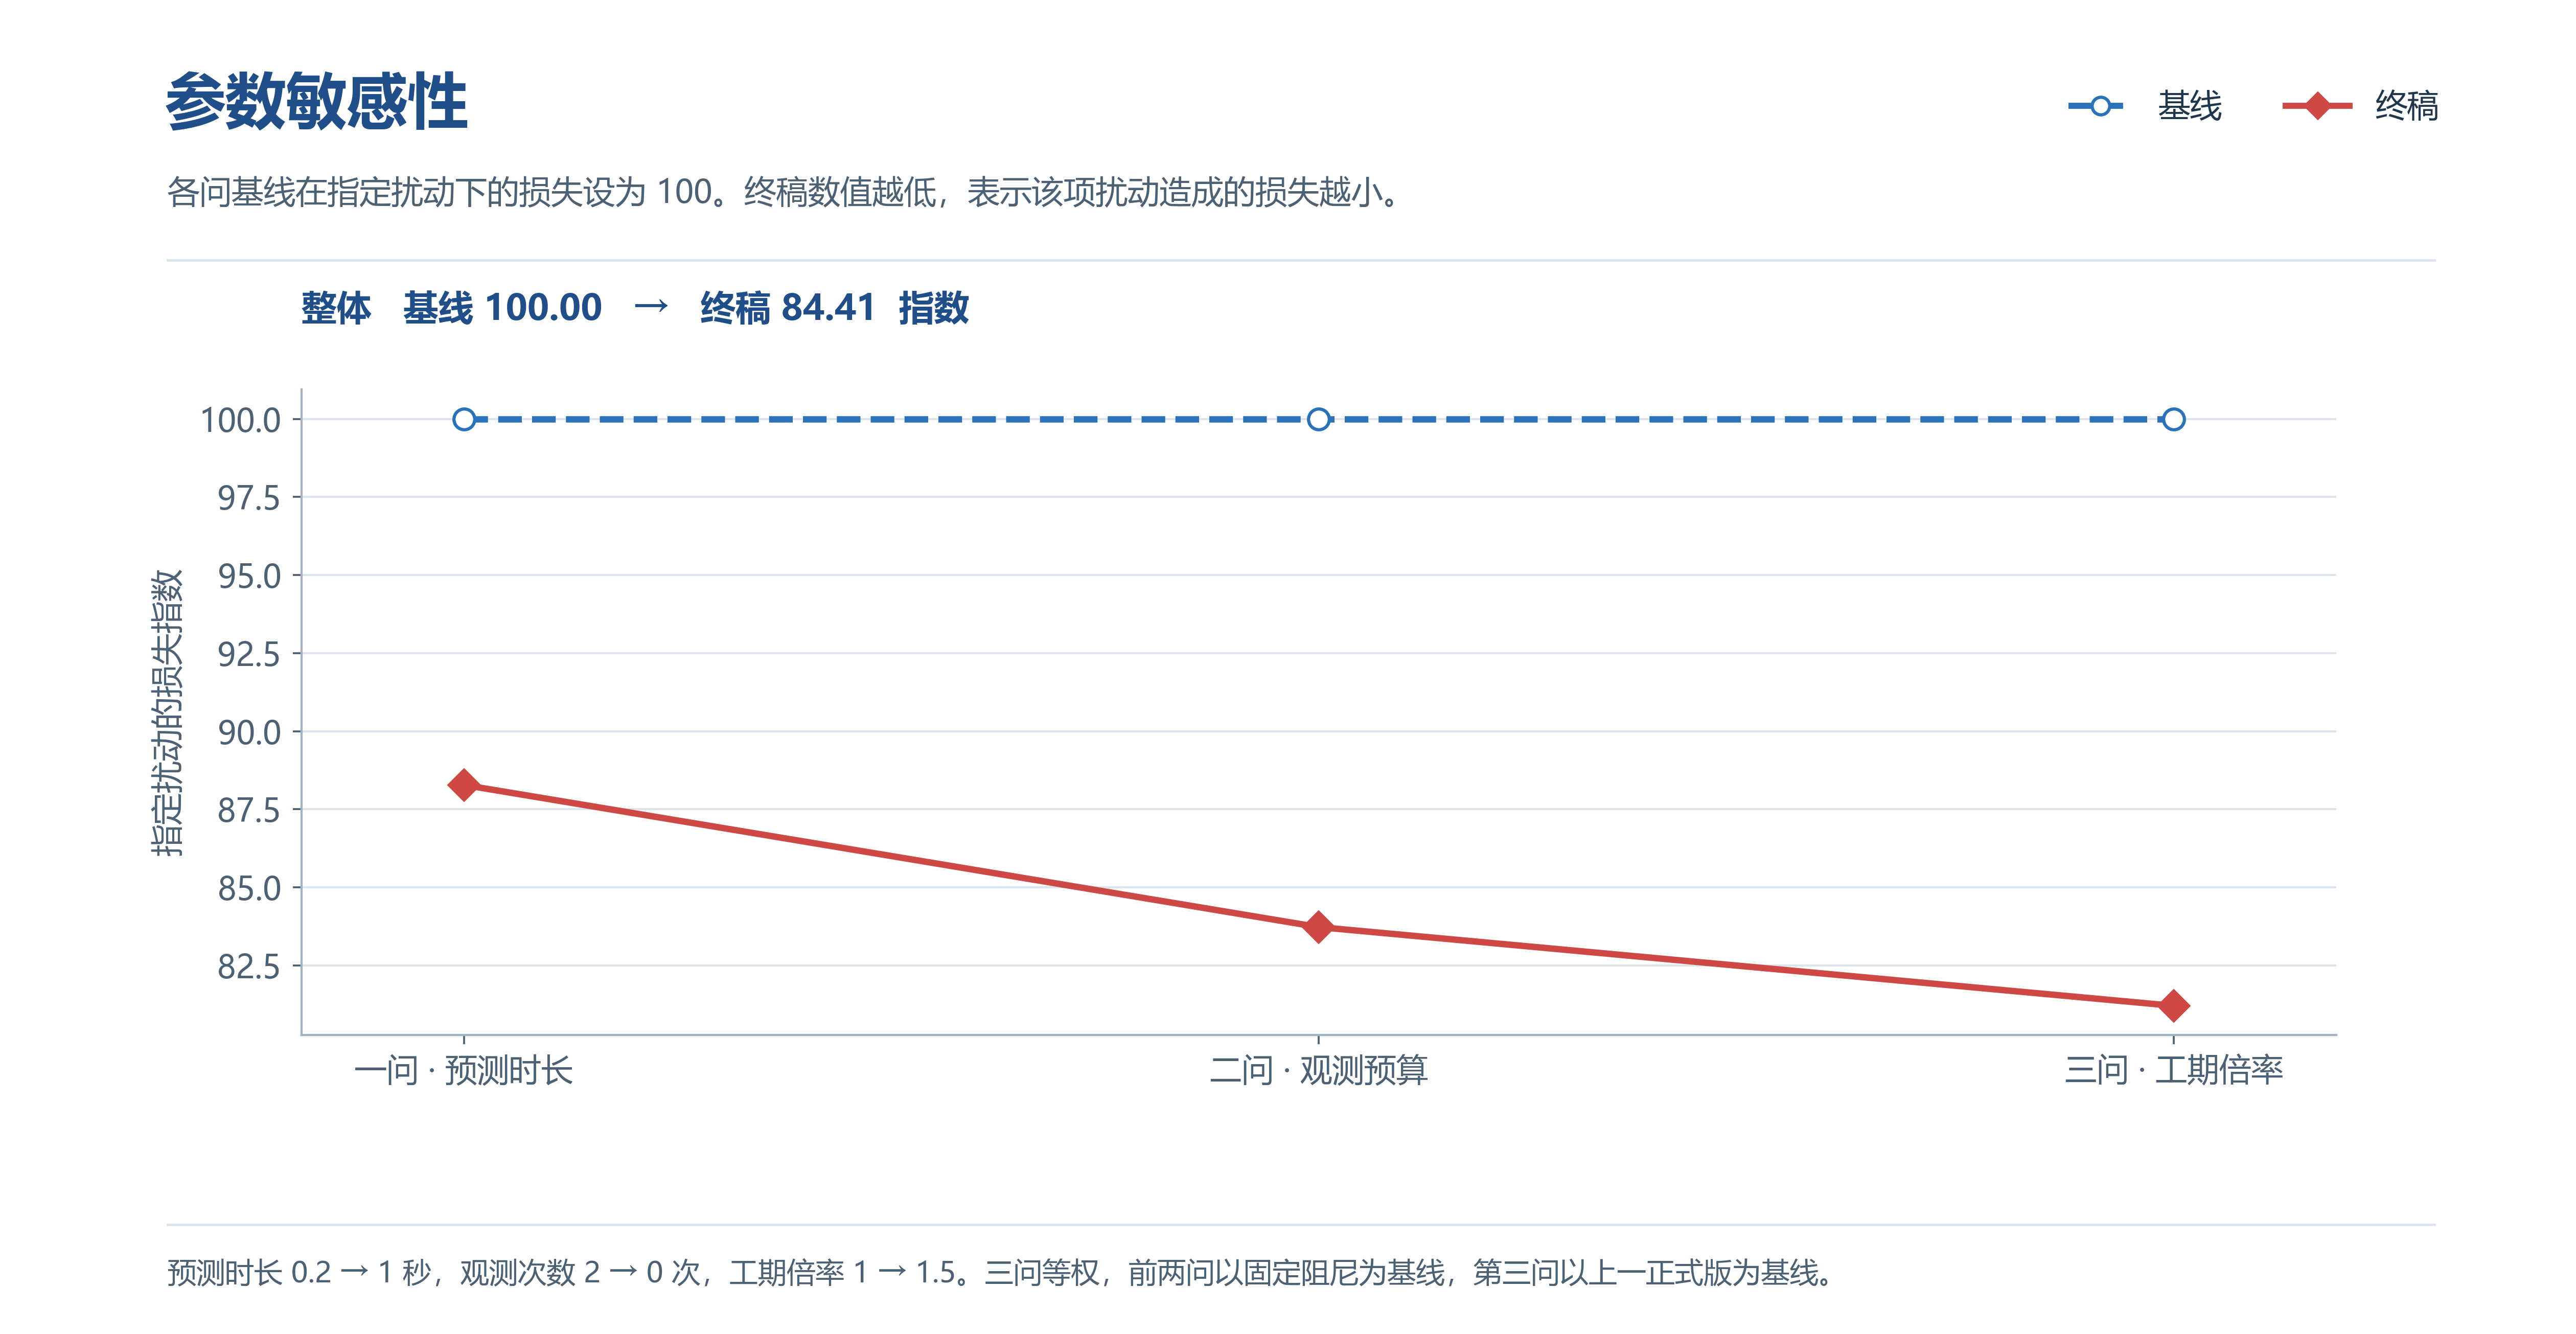 参数敏感性
基线
终稿
各问基线在指定扰动下的损失设为 100。终稿数值越低，表示该项扰动造成的损失越小。
整体 基线 100.00 → 终稿 84.41 指数
指定扰动的损失指数
100.0
97.5
95.0
92.5
90.0
87.5
85.0
82.5
一问 · 预测时长
二问 · 观测预算
三问 · 工期倍率
预测时长 0.2 → 1 秒，观测次数 2 → 0 次，工期倍率 1 → 1.5。三问等权，前两问以固定阻尼为基线，第三问以上一正式版为基线。